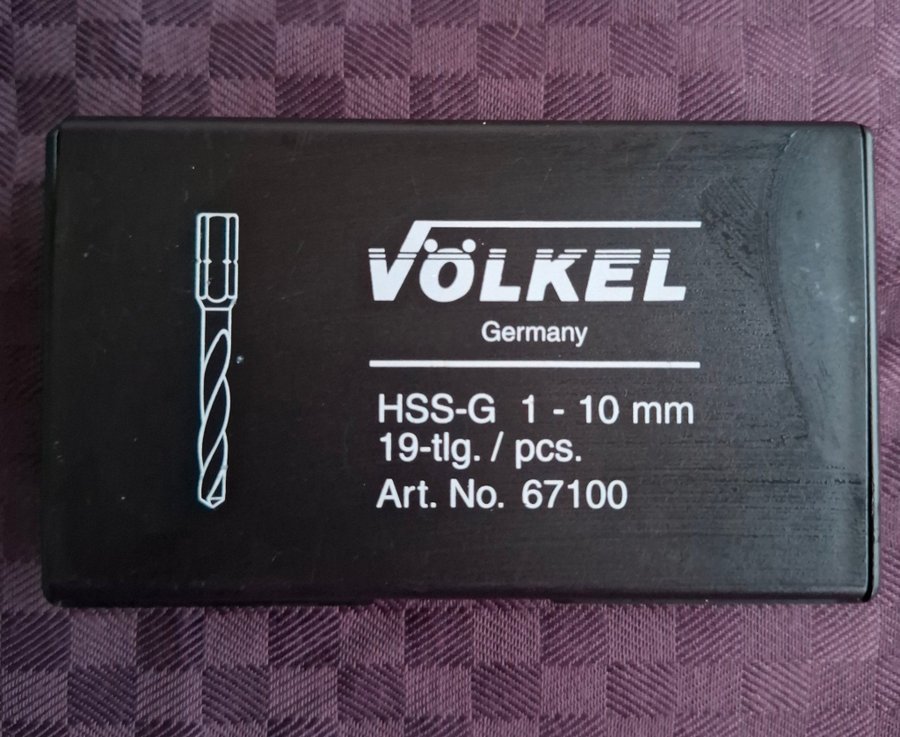 VÖLKEL
Germany
HSS-G 1 - 10 mm
19-tlg. / pcs.
Art. No. 67100